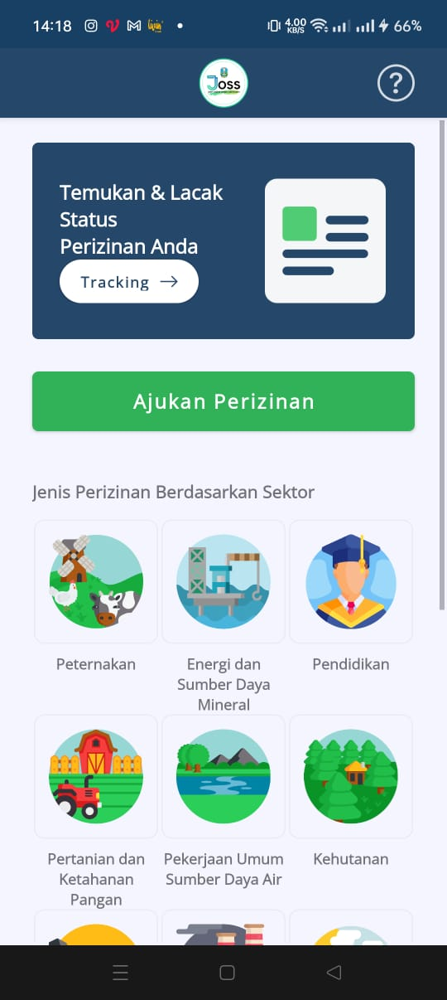 14:18
4.00
KB/S
66%
Joss
?
Temukan & Lacak
Status
Perizinan Anda
Tracking →
Ajukan Perizinan
Jenis Perizinan Berdasarkan Sektor
Peternakan
Energi dan
Sumber Daya
Mineral
Pendidikan
Pertanian dan
Ketahanan
Pangan
Pekerjaan Umum
Sumber Daya Air
Kehutanan